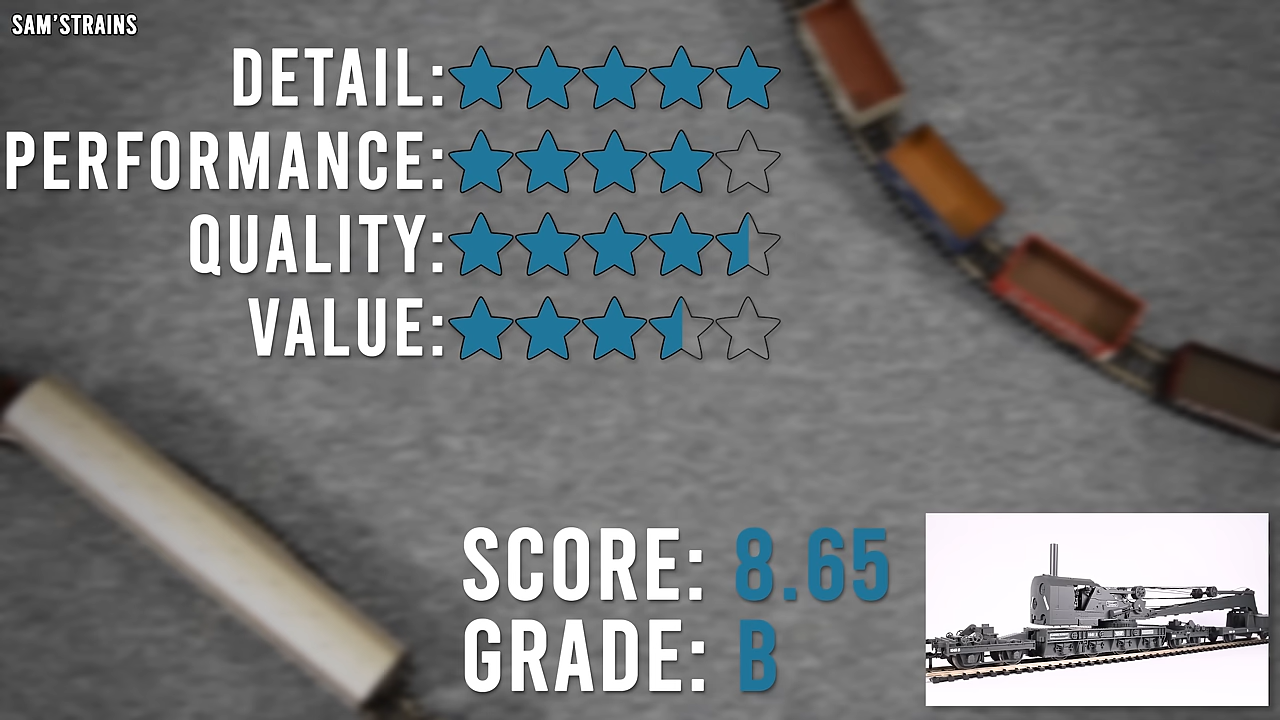 SAM'STRAINS
DETAIL:
PERFORMANCE:
QUALITY:
VALUE:
SCORE: 8.65
GRADE: B